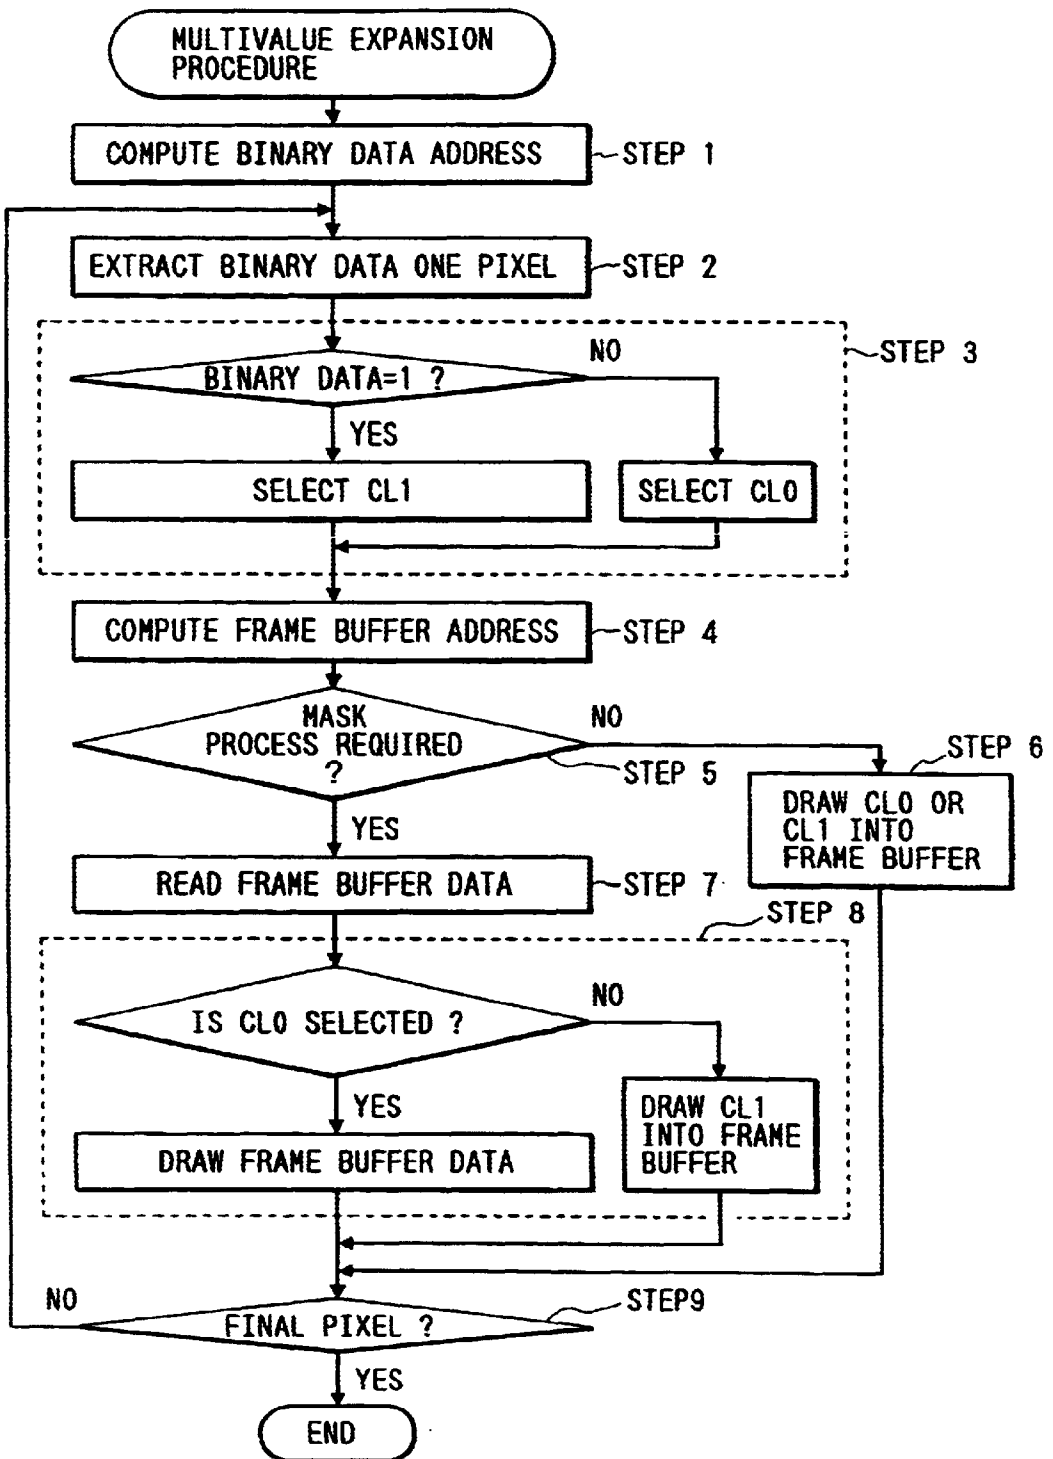 MULTIVALUE EXPANSION
PROCEDURE
COMPUTE BINARY DATA ADDRESS
STEP 1
EXTRACT BINARY DATA ONE PIXEL
STEP 2
STEP 3
BINARY DATA=1 ?
NO
YES
SELECT CL1
SELECT CL0
COMPUTE FRAME BUFFER ADDRESS
STEP 4
MASK
PROCESS REQUIRED
?
NO
STEP 5
YES
STEP 6
DRAW CL0 OR
CL1 INTO
FRAME BUFFER
READ FRAME BUFFER DATA
STEP 7
STEP 8
IS CL0 SELECTED ?
NO
YES
DRAW FRAME BUFFER DATA
DRAW CL1
INTO FRAME
BUFFER
FINAL PIXEL ?
STEP9
NO
YES
END